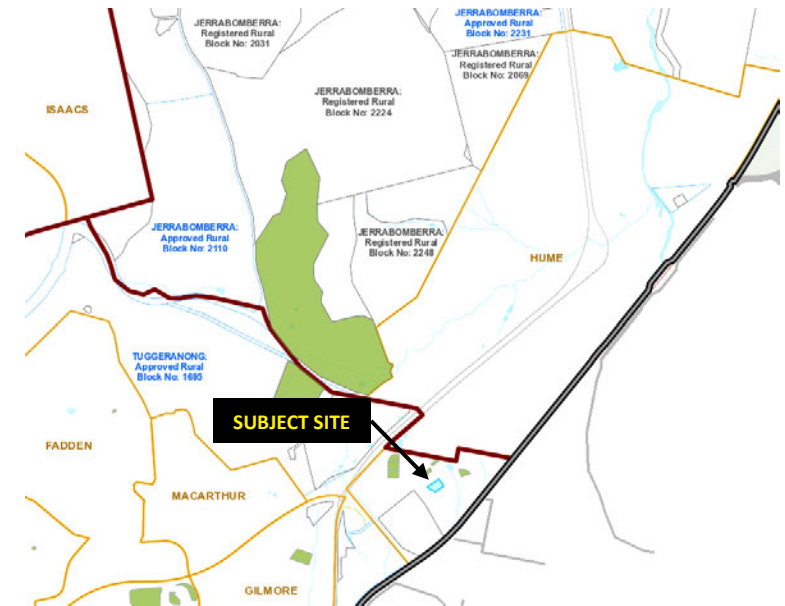 JERRABOMBERRA:
Registered Rural
Block No: 2031
JERRABOMBERRA:
Approved Rural
Block No: 2231
JERRABOMBERRA:
Registered Rural
Block No: 2069
ISAACS
JERRABOMBERRA:
Registered Rural
Block No: 2224
JERRABOMBERRA:
Approved Rural
Block No: 2110
JERRABOMBERRA:
Registered Rural
Block No: 2248
HUME
TUGGERANONG:
Approved Rural
Block No: 1695
SUBJECT SITE
FADDEN
MACARTHUR
GILMORE